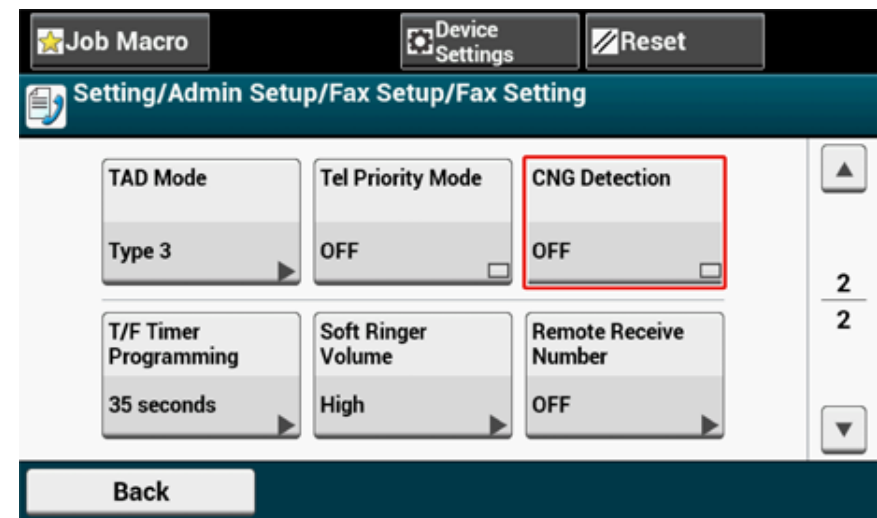 Job Macro
Device
Settings
Reset
Setting/Admin Setup/Fax Setup/Fax Setting
TAD Mode
Type 3
Tel Priority Mode
OFF
CNG Detection
OFF
2
2
T/F Timer
Programming
35 seconds
Soft Ringer
Volume
High
Remote Receive
Number
OFF
Back